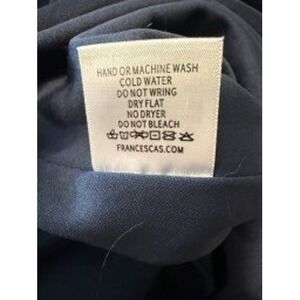 HAND OR MACHINE WASH
COLD WATER
DO NOT WRING
DRY FLAT
NO DRYER
DO NOT BLEACH
FRANCESCAS.COM